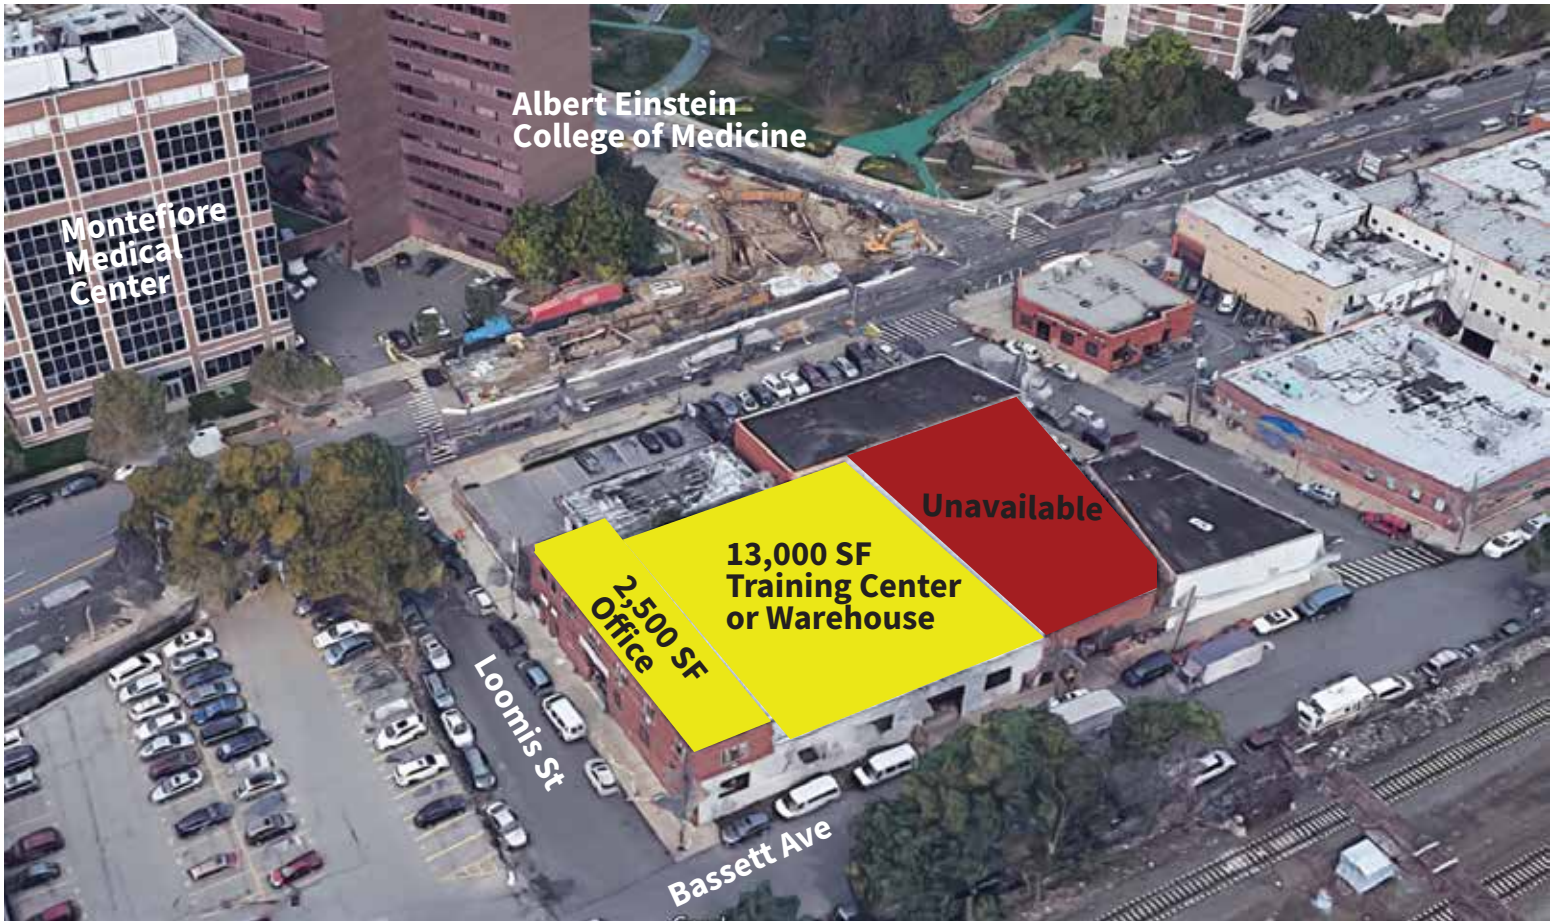 Albert Einstein
College of Medicine
Montefiore
Medical
Center
Unavailable
13,000 SF
Training Center
or Warehouse
2,500 SF
Office
Loomis St
Bassett Ave